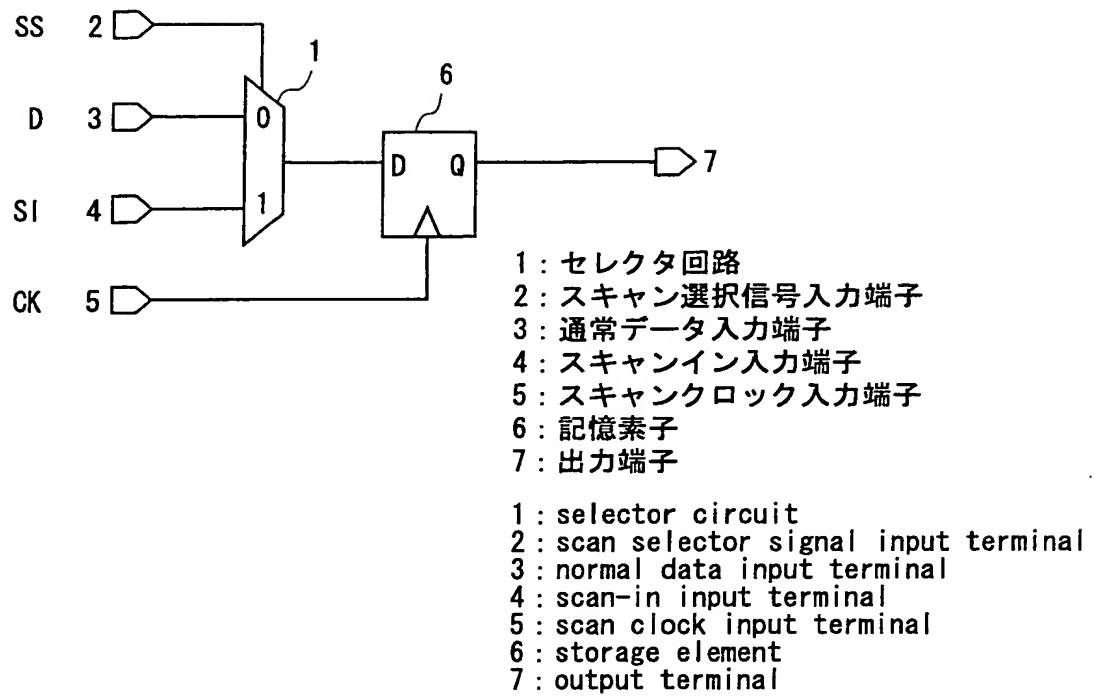 SS 2
1
6
D 3
0
D Q
7
SI 4
1
CK 5
1 : セレクタ回路
2 : スキャン選択信号入力端子
3 : 通常データ入力端子
4 : スキャンイン入力端子
5 : スキャンクロック入力端子
6 : 記憶素子
7 : 出力端子
1 : selector circuit
2 : scan selector signal input terminal
3 : normal data input terminal
4 : scan-in input terminal
5 : scan clock input terminal
6 : storage element
7 : output terminal